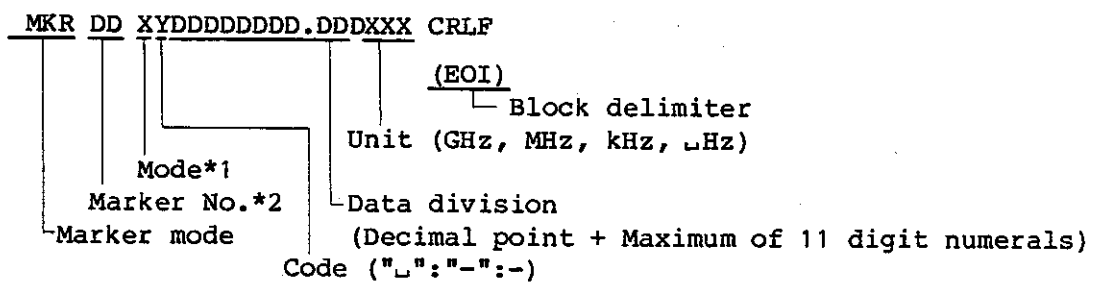 MKR DD XYDDDDDDDD.DDDXXX CRLF
(EOI)
Block delimiter
Unit (GHz, MHz, kHz, ␣Hz)
Mode*1
Marker No.*2
Data division
Marker mode
(Decimal point + Maximum of 11 digit numerals)
Code ("␣":"-":-)